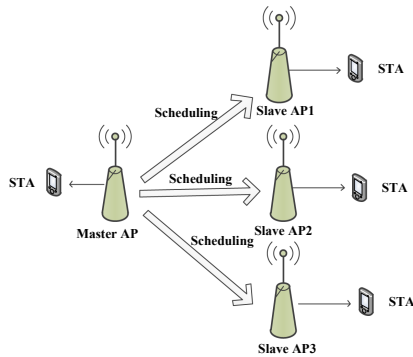 STA
Scheduling
Slave AP1
Scheduling
STA
STA
Master AP
Slave AP2
Scheduling
STA
Slave AP3